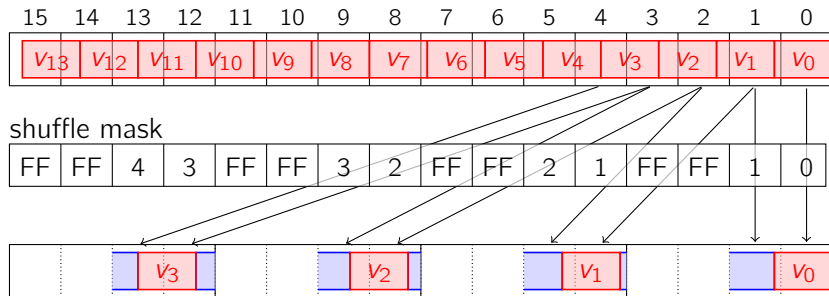 15 14 13 12 11 10 9 8 7 6 5 4 3 2 1 0
v13 v12 v11 v10 v9 v8 v7 v6 v5 v4 v3 v2 v1 v0
shuffle mask
FF FF 4 3 FF FF 3 2 FF FF 2 1 FF FF 1 0
v3 v2 v1 v0